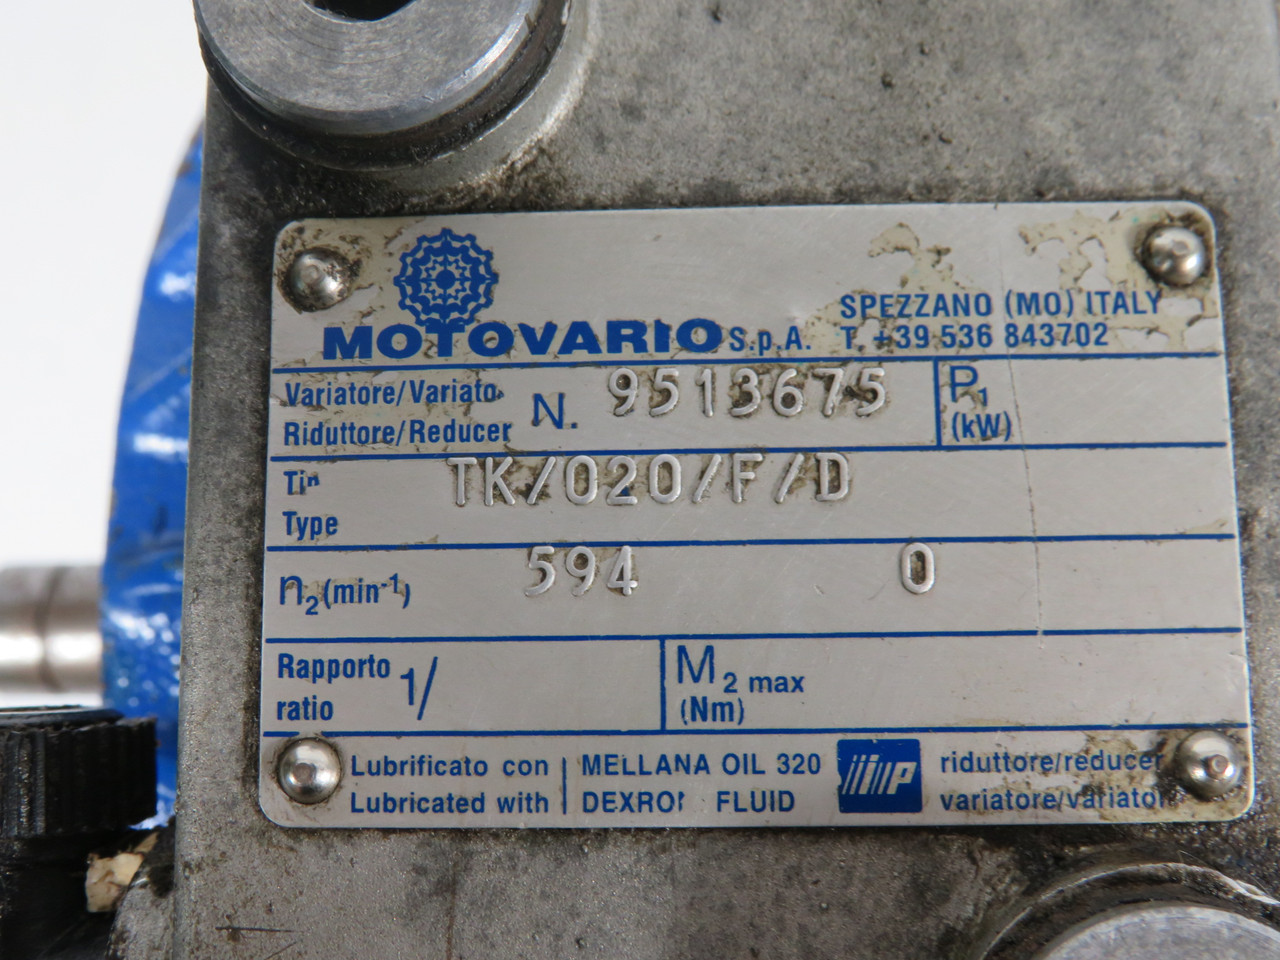 MOTOVARIO S.p.A.
SPEZZANO (MO) ITALY
T. +39 536 843702
Variatore/Variato
Riduttore/Reducer N. 9513675
P1
(kW)
TK/020/F/D
Type
n2 (min-1) 594 0
Rapporto
ratio 1/
M2 max
(Nm)
Lubrificato con MELLANA OIL 320 riduttore/reducer
Lubricated with FLUID variatore/variator